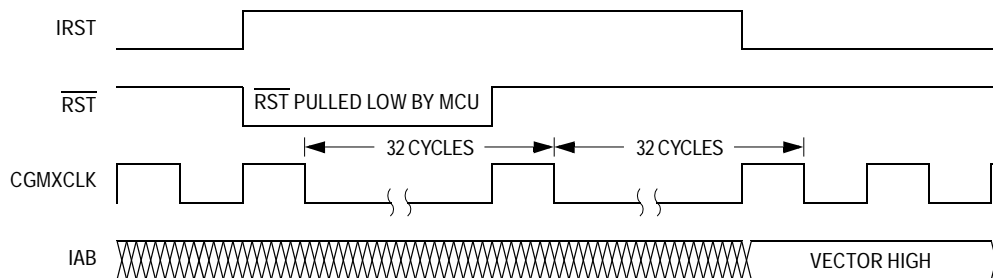 IRST
RST
RST PULLED LOW BY MCU
32 CYCLES
32 CYCLES
CGMXCLK
IAB
VECTOR HIGH